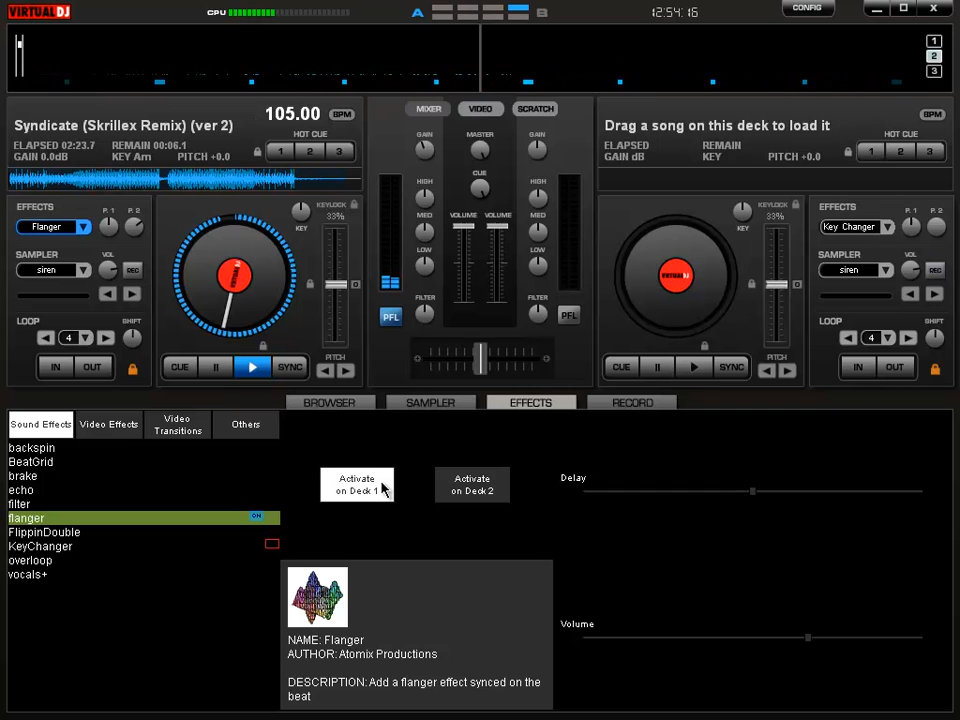 VIRTUAL DJ
CPU
A
B
12:54:16
CONFIG
1
2
3
Syndicate (Skrillex Remix) (ver 2)
105.00 BPM
ELAPSED 02:23.7 REMAIN 00:06.1
GAIN 0.0dB KEY Am PITCH +0.0
HOT CUE
1 2 3
MIXER VIDEO SCRATCH
GAIN MASTER GAIN
CUE
HIGH HIGH
MED MED
VOLUME VOLUME
LOW LOW
FILTER FILTER
PFL PFL
Drag a song on this deck to load it
BPM
ELAPSED REMAIN
GAIN dB KEY PITCH +0.0
HOT CUE
1 2 3
EFFECTS P. 1 P. 2
Flanger
SAMPLER VOL
siren REC
LOOP SHIFT
4
IN OUT
KEY
KEYLOCK
33%
CUE SYNC
PITCH
KEY
KEYLOCK
33%
CUE SYNC
PITCH
EFFECTS P. 1 P. 2
Key Changer
SAMPLER VOL
siren REC
LOOP SHIFT
4
IN OUT
BROWSER SAMPLER EFFECTS RECORD
Sound Effects
Video Effects
Video
Transitions
Others
backspin
BeatGrid
brake
echo
filter
flanger ON
FlippinDouble
KeyChanger
overloop
vocals+
Activate
on Deck 1
Activate
on Deck 2
Delay
Volume
NAME: Flanger
AUTHOR: Atomix Productions
DESCRIPTION: Add a flanger effect synced on the
beat